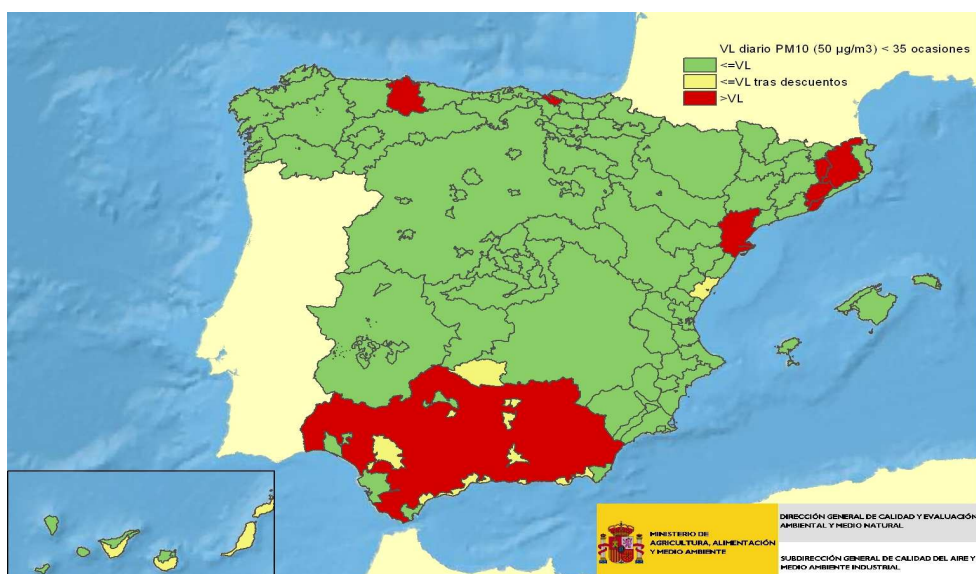 VL diario PM10 (50 µg/m3) < 35 ocasiones
<=VL
<=VL tras descuentos
>VL
MINISTERIO DE
AGRICULTURA, ALIMENTACIÓN
Y MEDIO AMBIENTE
DIRECCIÓN GENERAL DE CALIDAD Y EVALUACIÓN
AMBIENTAL Y MEDIO NATURAL
SUBDIRECCIÓN GENERAL DE CALIDAD DEL AIRE Y
MEDIO AMBIENTE INDUSTRIAL